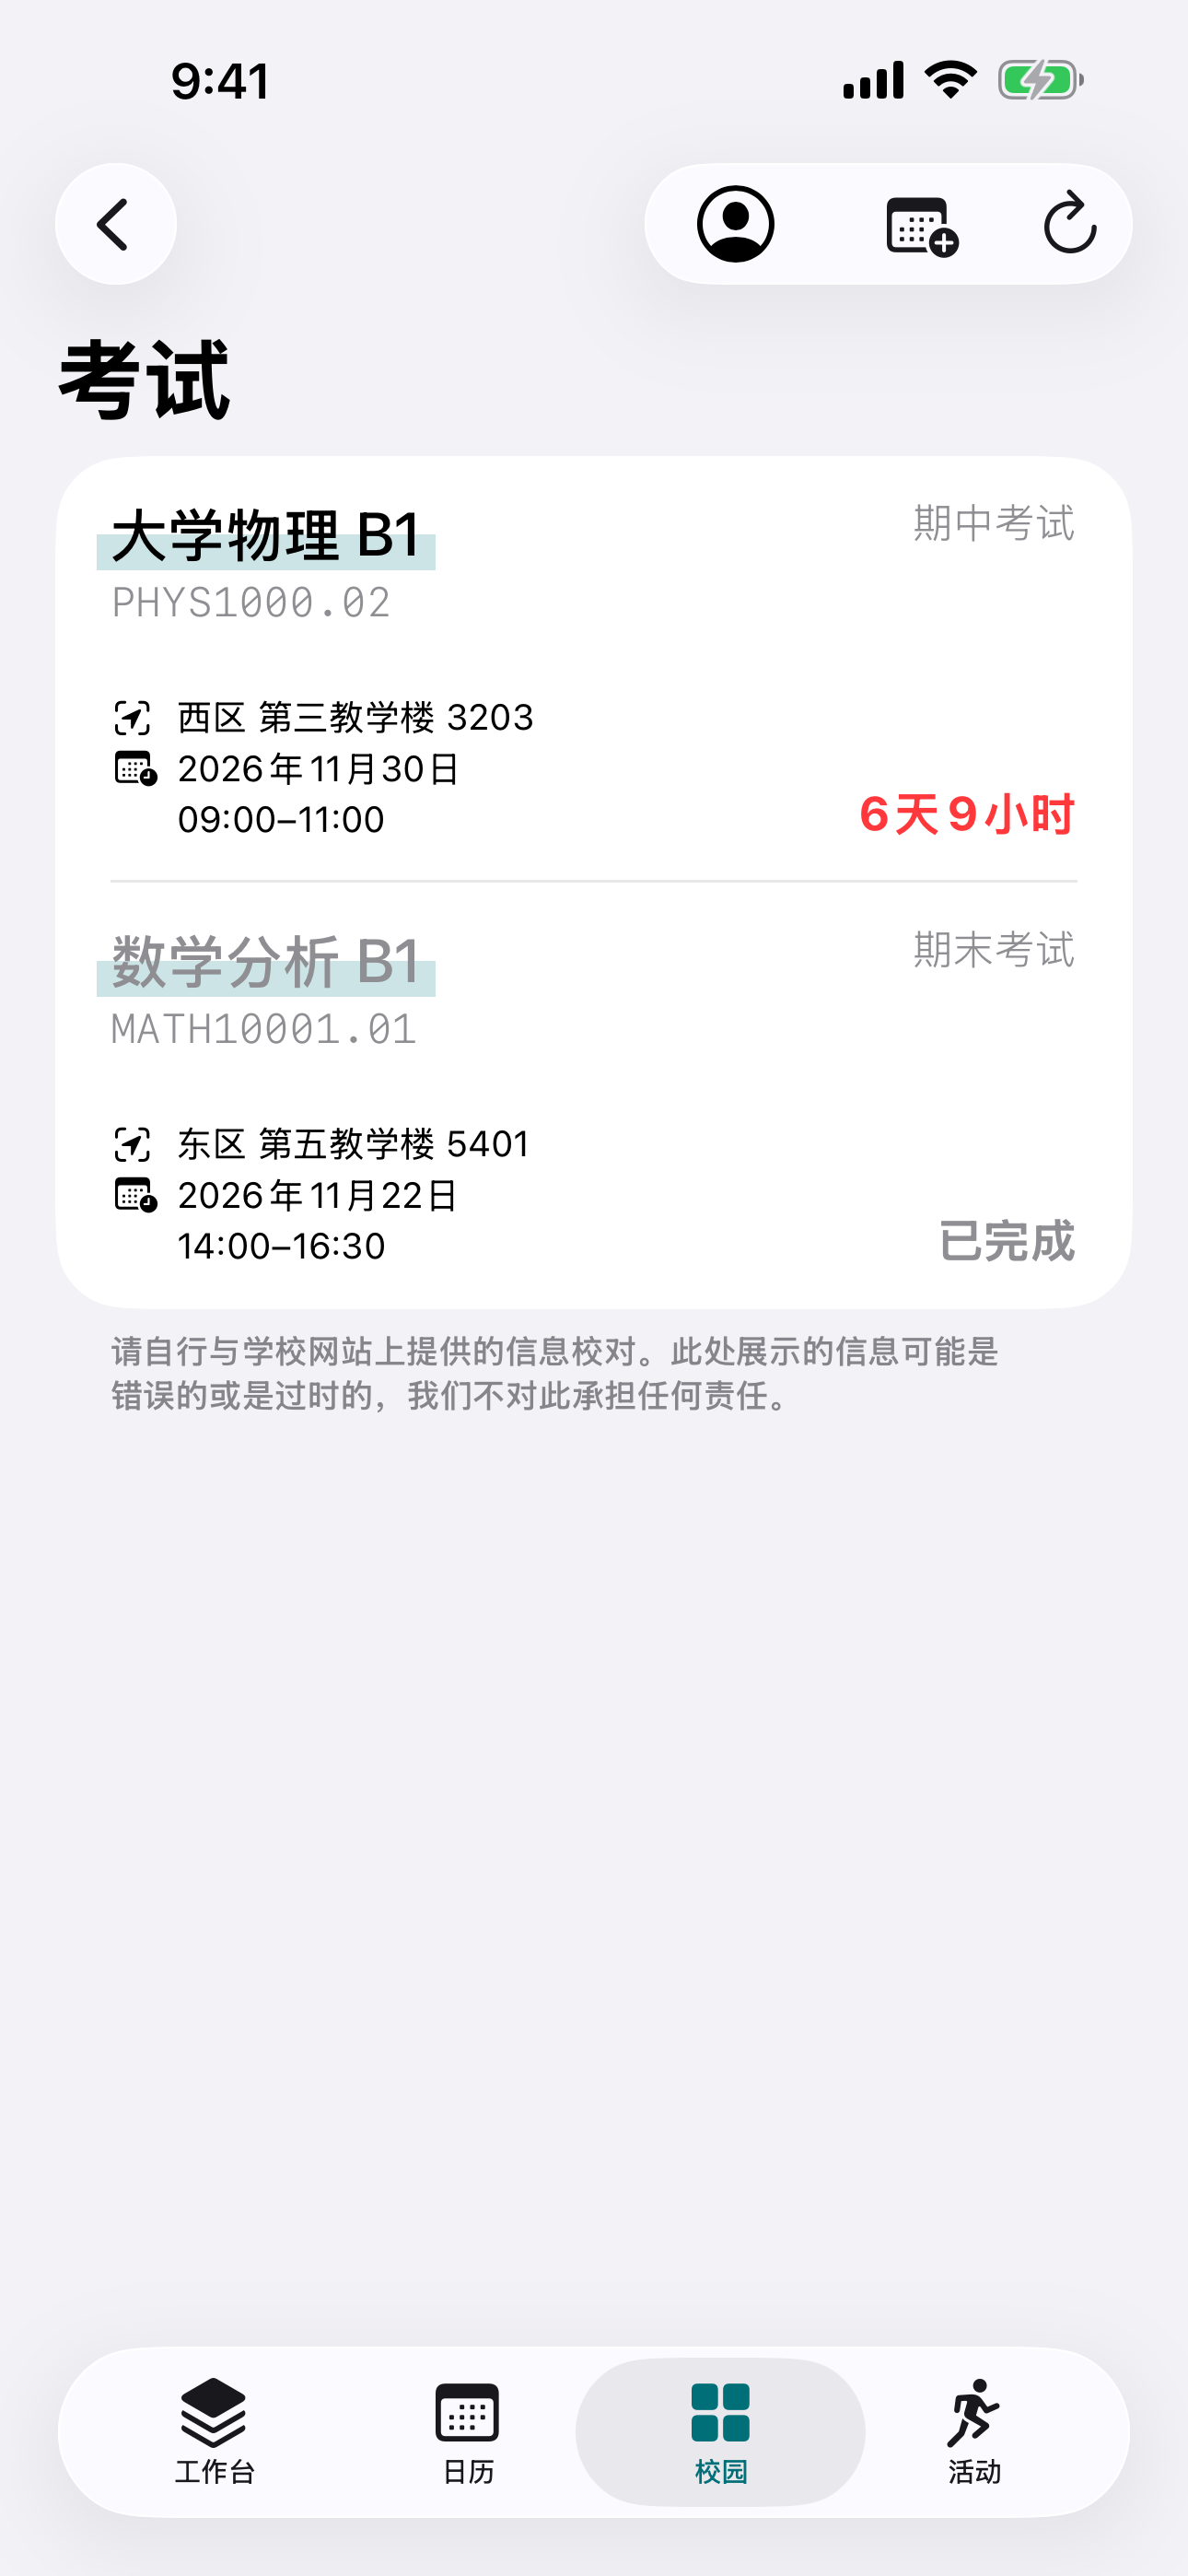 9:41
考试
大学物理 B1
期中考试
PHYS1000.02
西区 第三教学楼 3203
2026年11月30日
09:00–11:00
6天9小时
数学分析 B1
期末考试
MATH10001.01
东区 第五教学楼 5401
2026年11月22日
14:00–16:30
已完成
请自行与学校网站上提供的信息校对。此处展示的信息可能是
错误的或是过时的，我们不对此承担任何责任。
工作台
日历
校园
活动